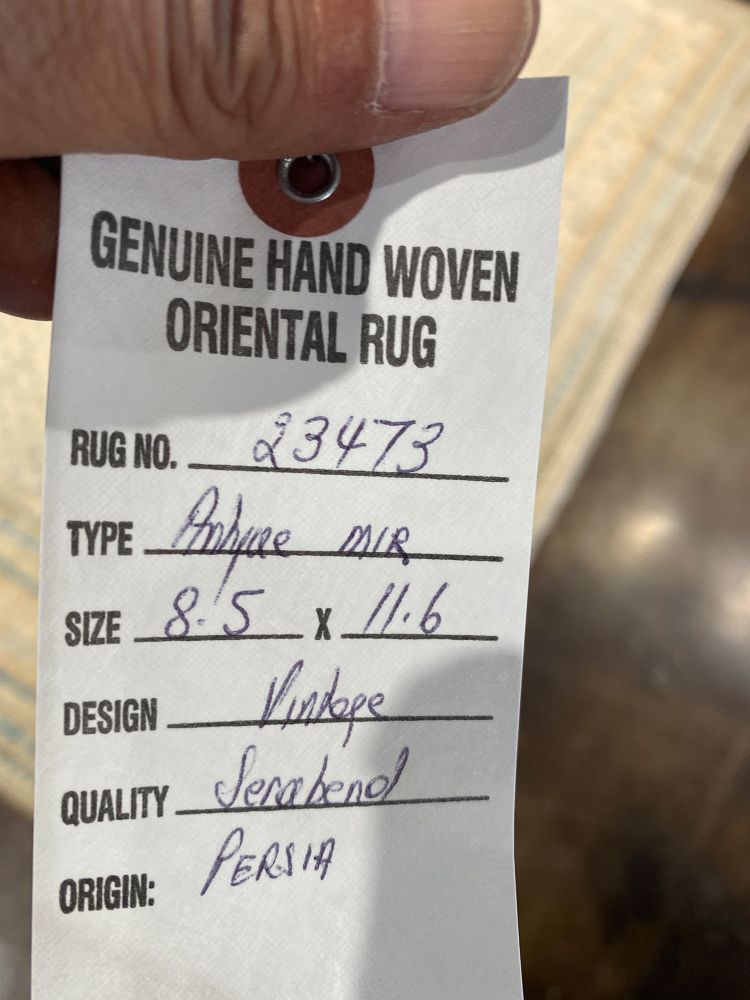 GENUINE HAND WOVEN
ORIENTAL RUG
RUG NO. 23473
TYPE MIR
SIZE 8.5 X 11.6
DESIGN Vintage
QUALITY Serabend
ORIGIN: PERSIA